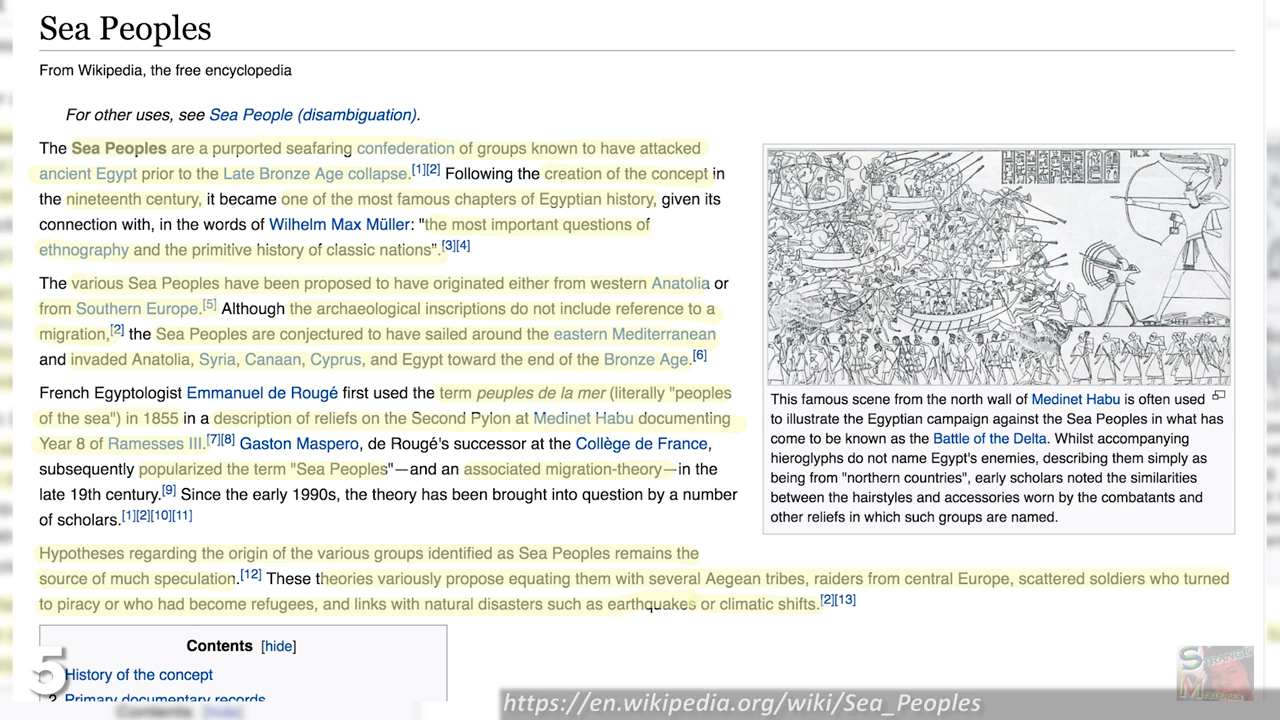 Sea Peoples
From Wikipedia, the free encyclopedia
For other uses, see Sea People (disambiguation).
The Sea Peoples are a purported seafaring confederation of groups known to have attacked
ancient Egypt prior to the Late Bronze Age collapse.[1][2] Following the creation of the concept in
the nineteenth century, it became one of the most famous chapters of Egyptian history, given its
connection with, in the words of Wilhelm Max Müller: "the most important questions of
ethnography and the primitive history of classic nations".[3][4]
The various Sea Peoples have been proposed to have originated either from western Anatolia or
from Southern Europe.[5] Although the archaeological inscriptions do not include reference to a
migration,[2] the Sea Peoples are conjectured to have sailed around the eastern Mediterranean
and invaded Anatolia, Syria, Canaan, Cyprus, and Egypt toward the end of the Bronze Age.[6]
French Egyptologist Emmanuel de Rougé first used the term peuples de la mer (literally "peoples
of the sea") in 1855 in a description of reliefs on the Second Pylon at Medinet Habu documenting
Year 8 of Ramesses III.[7][8] Gaston Maspero, de Rougé's successor at the Collège de France,
subsequently popularized the term "Sea Peoples"—and an associated migration-theory—in the
late 19th century.[9] Since the early 1990s, the theory has been brought into question by a number
of scholars.[1][2][10][11]
Hypotheses regarding the origin of the various groups identified as Sea Peoples remains the
source of much speculation.[12] These theories variously propose equating them with several Aegean tribes, raiders from central Europe, scattered soldiers who turned
to piracy or who had become refugees, and links with natural disasters such as earthquakes or climatic shifts.[2][13]
This famous scene from the north wall of Medinet Habu is often used
to illustrate the Egyptian campaign against the Sea Peoples in what has
come to be known as the Battle of the Delta. Whilst accompanying
hieroglyphs do not name Egypt's enemies, describing them simply as
being from "northern countries", early scholars noted the similarities
between the hairstyles and accessories worn by the combatants and
other reliefs in which such groups are named.
Contents [hide]
History of the concept
2 Primary documentary records
5
https://en.wikipedia.org/wiki/Sea_Peoples
STRANGE
MYSTERIES